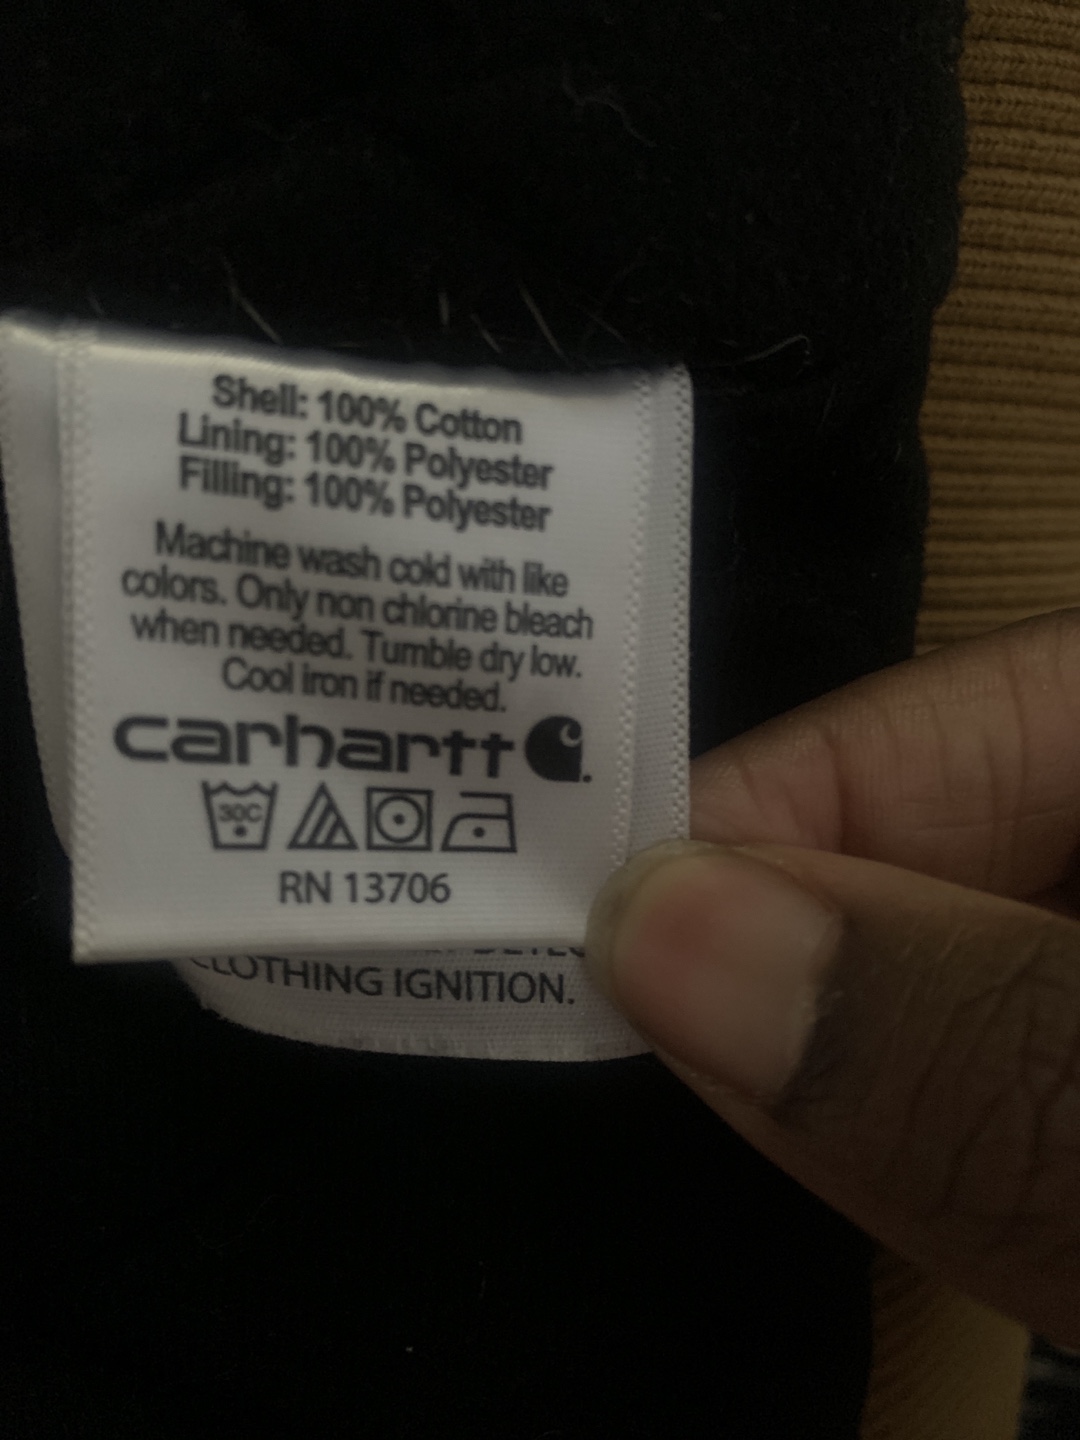 Shell: 100% Cotton
Lining: 100% Polyester
Filling: 100% Polyester
Machine wash cold with like
colors. Only non chlorine bleach
when needed. Tumble dry low.
Cool iron if needed.
carhartt
30C
RN 13706
CLOTHING IGNITION.